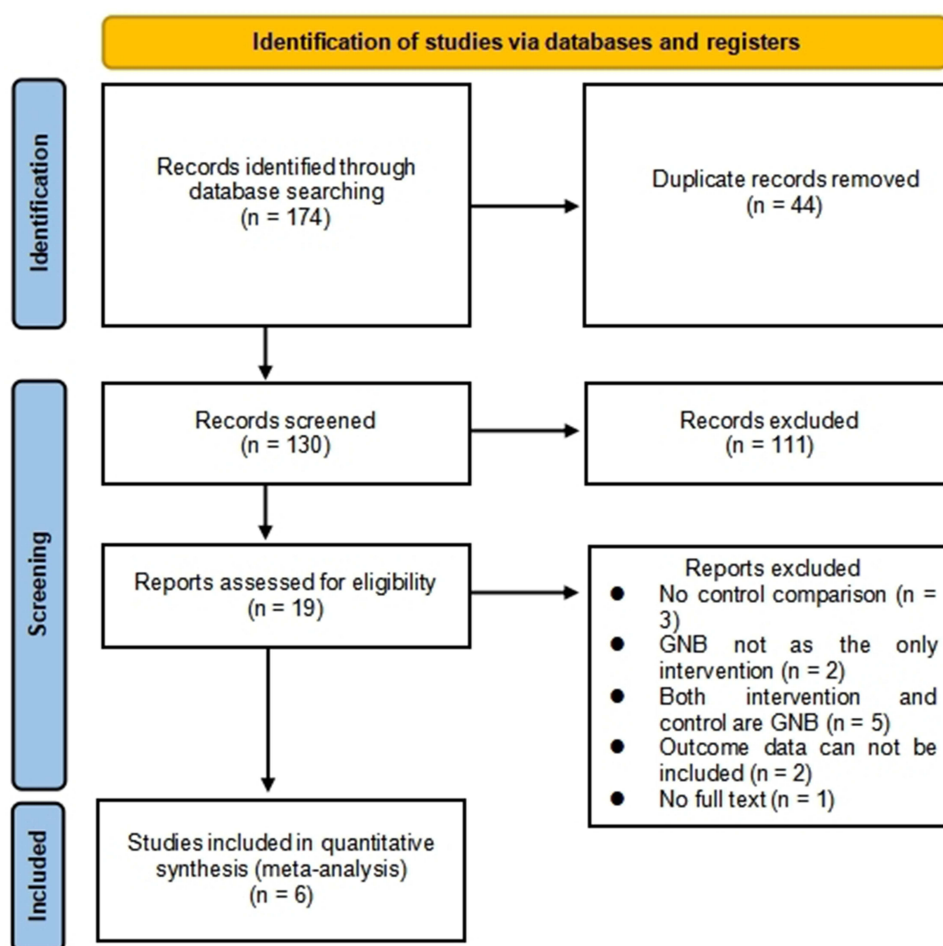 Identification of studies via databases and registers
Identification
Records identified through
database searching
(n = 174)
Duplicate records removed
(n = 44)
Screening
Records screened
(n = 130)
Records excluded
(n = 111)
Reports assessed for eligibility
(n = 19)
Reports excluded
● No control comparison (n =
3)
● GNB not as the only
intervention (n = 2)
● Both intervention and
control are GNB (n = 5)
● Outcome data can not be
included (n = 2)
● No full text (n = 1)
Included
Studies included in quantitative
synthesis (meta-analysis)
(n = 6)